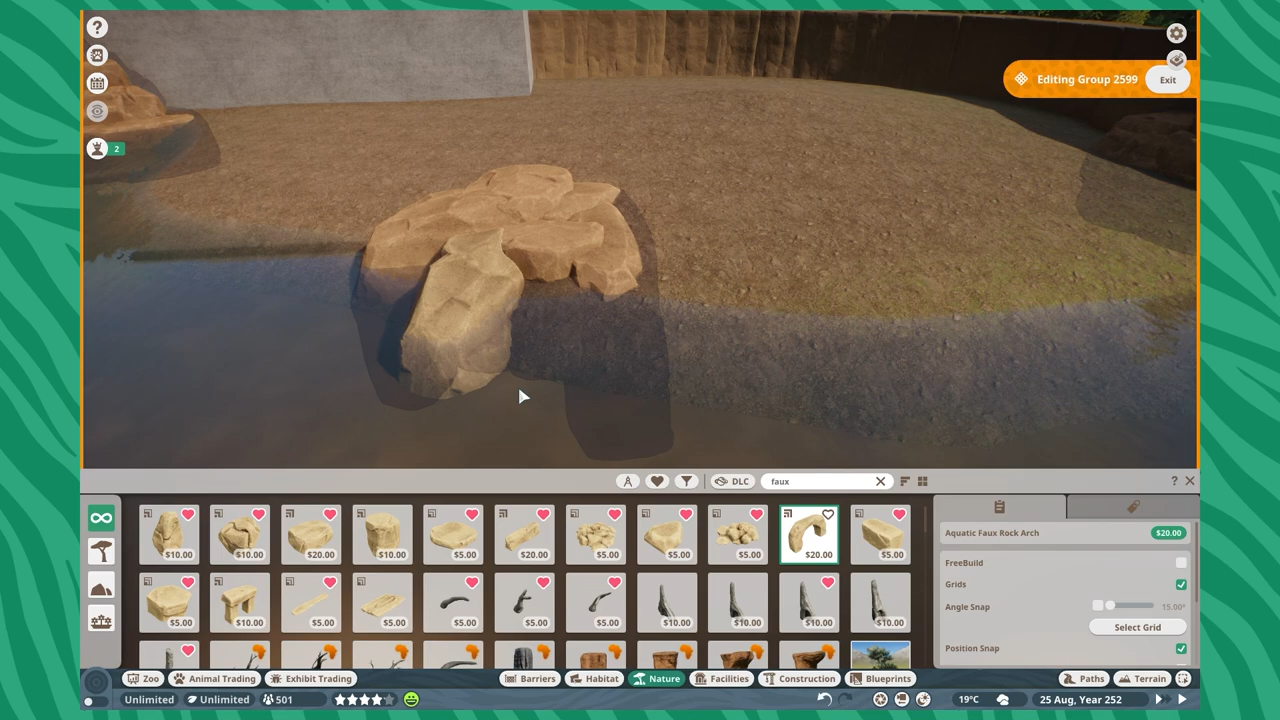 ?
Editing Group 2599
Exit
2
DLC
faux
?
$10.00 $10.00 $20.00 $10.00 $5.00 $20.00 $5.00 $5.00 $5.00 $20.00 $5.00
$5.00 $10.00 $5.00 $5.00 $5.00 $5.00 $5.00 $10.00 $10.00 $10.00 $10.00
Aquatic Faux Rock Arch $20.00
FreeBuild
Grids
Angle Snap 15.00°
Select Grid
Position Snap
Zoo Animal Trading Exhibit Trading Barriers Habitat Nature Facilities Construction Blueprints Paths Terrain
Unlimited Unlimited 501 19°C 25 Aug, Year 252